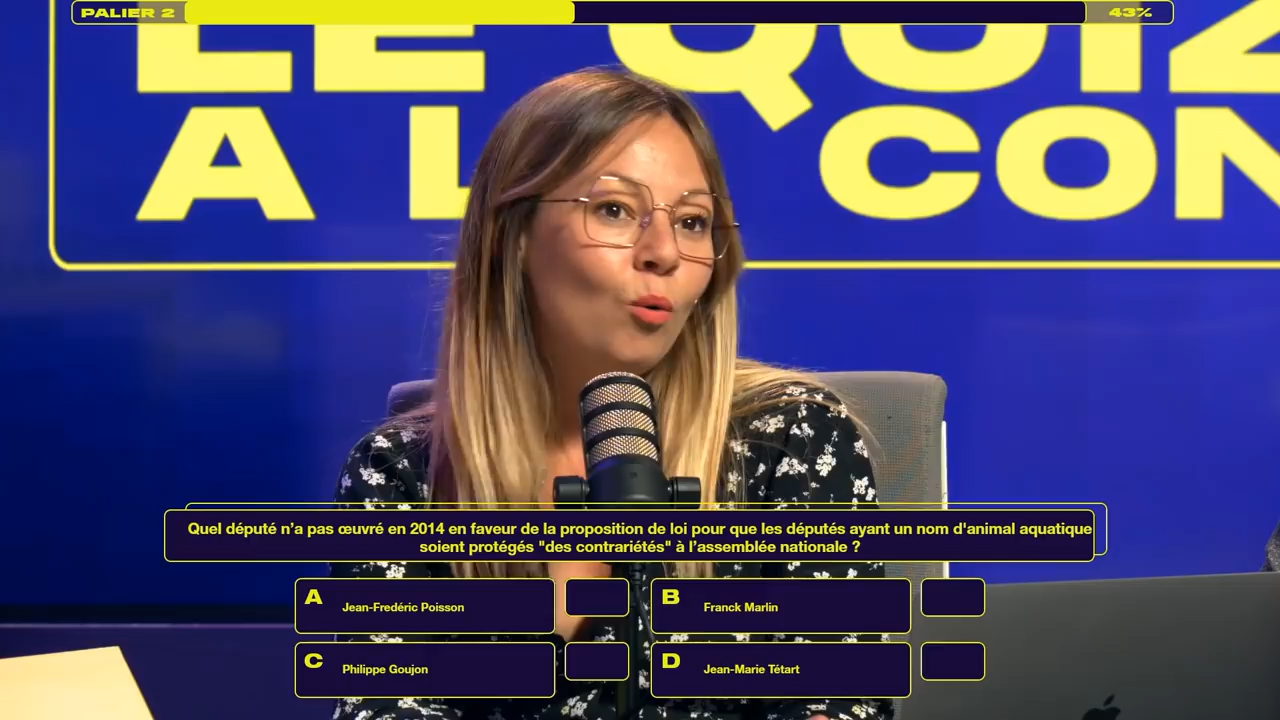 PALIER 2
43%
LE QUIZ
A L CON
Quel député n’a pas œuvré en 2014 en faveur de la proposition de loi pour que les députés ayant un nom d'animal aquatique
soient protégés "des contrariétés" à l’assemblée nationale ?
A Jean-Fredéric Poisson
B Franck Marlin
C Philippe Goujon
D Jean-Marie Tétart